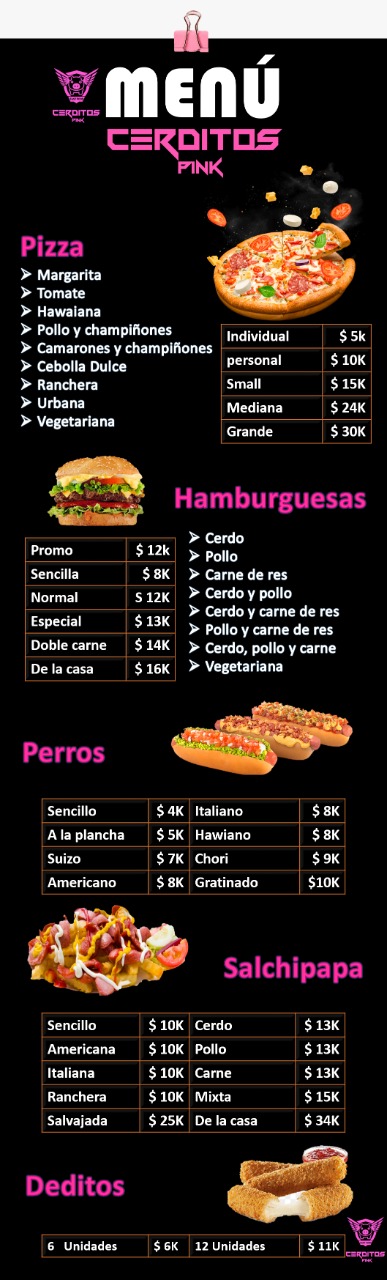 MENÚ
CERDITOS
PINK
CERDITOS
PINK
Pizza
➢ Margarita
➢ Tomate
➢ Hawaiana
➢ Pollo y champiñones
➢ Camarones y champiñones
➢ Cebolla Dulce
➢ Ranchera
➢ Urbana
➢ Vegetariana
Individual $ 5k
personal $ 10K
Small $ 15K
Mediana $ 24K
Grande $ 30K
Hamburguesas
Promo $ 12k
Sencilla $ 8K
Normal S 12K
Especial $ 13K
Doble carne $ 14K
De la casa $ 16K
➢ Cerdo
➢ Pollo
➢ Carne de res
➢ Cerdo y pollo
➢ Cerdo y carne de res
➢ Pollo y carne de res
➢ Cerdo, pollo y carne
➢ Vegetariana
Perros
Sencillo $ 4K Italiano $ 8K
A la plancha $ 5K Hawiano $ 8K
Suizo $ 7K Chori $ 9K
Americano $ 8K Gratinado $10K
Salchipapa
Sencillo $ 10K Cerdo $ 13K
Americana $ 10K Pollo $ 13K
Italiana $ 10K Carne $ 13K
Ranchera $ 10K Mixta $ 15K
Salvajada $ 25K De la casa $ 34K
Deditos
6 Unidades $ 6K 12 Unidades $ 11K
CERDITOS
PINK